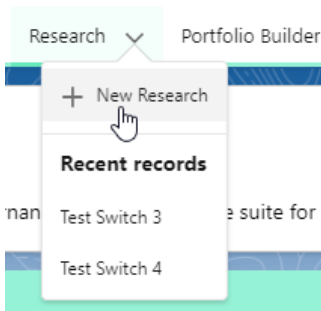 Research Portfolio Builder
+ New Research
Recent records
Test Switch 3
suite for
Test Switch 4